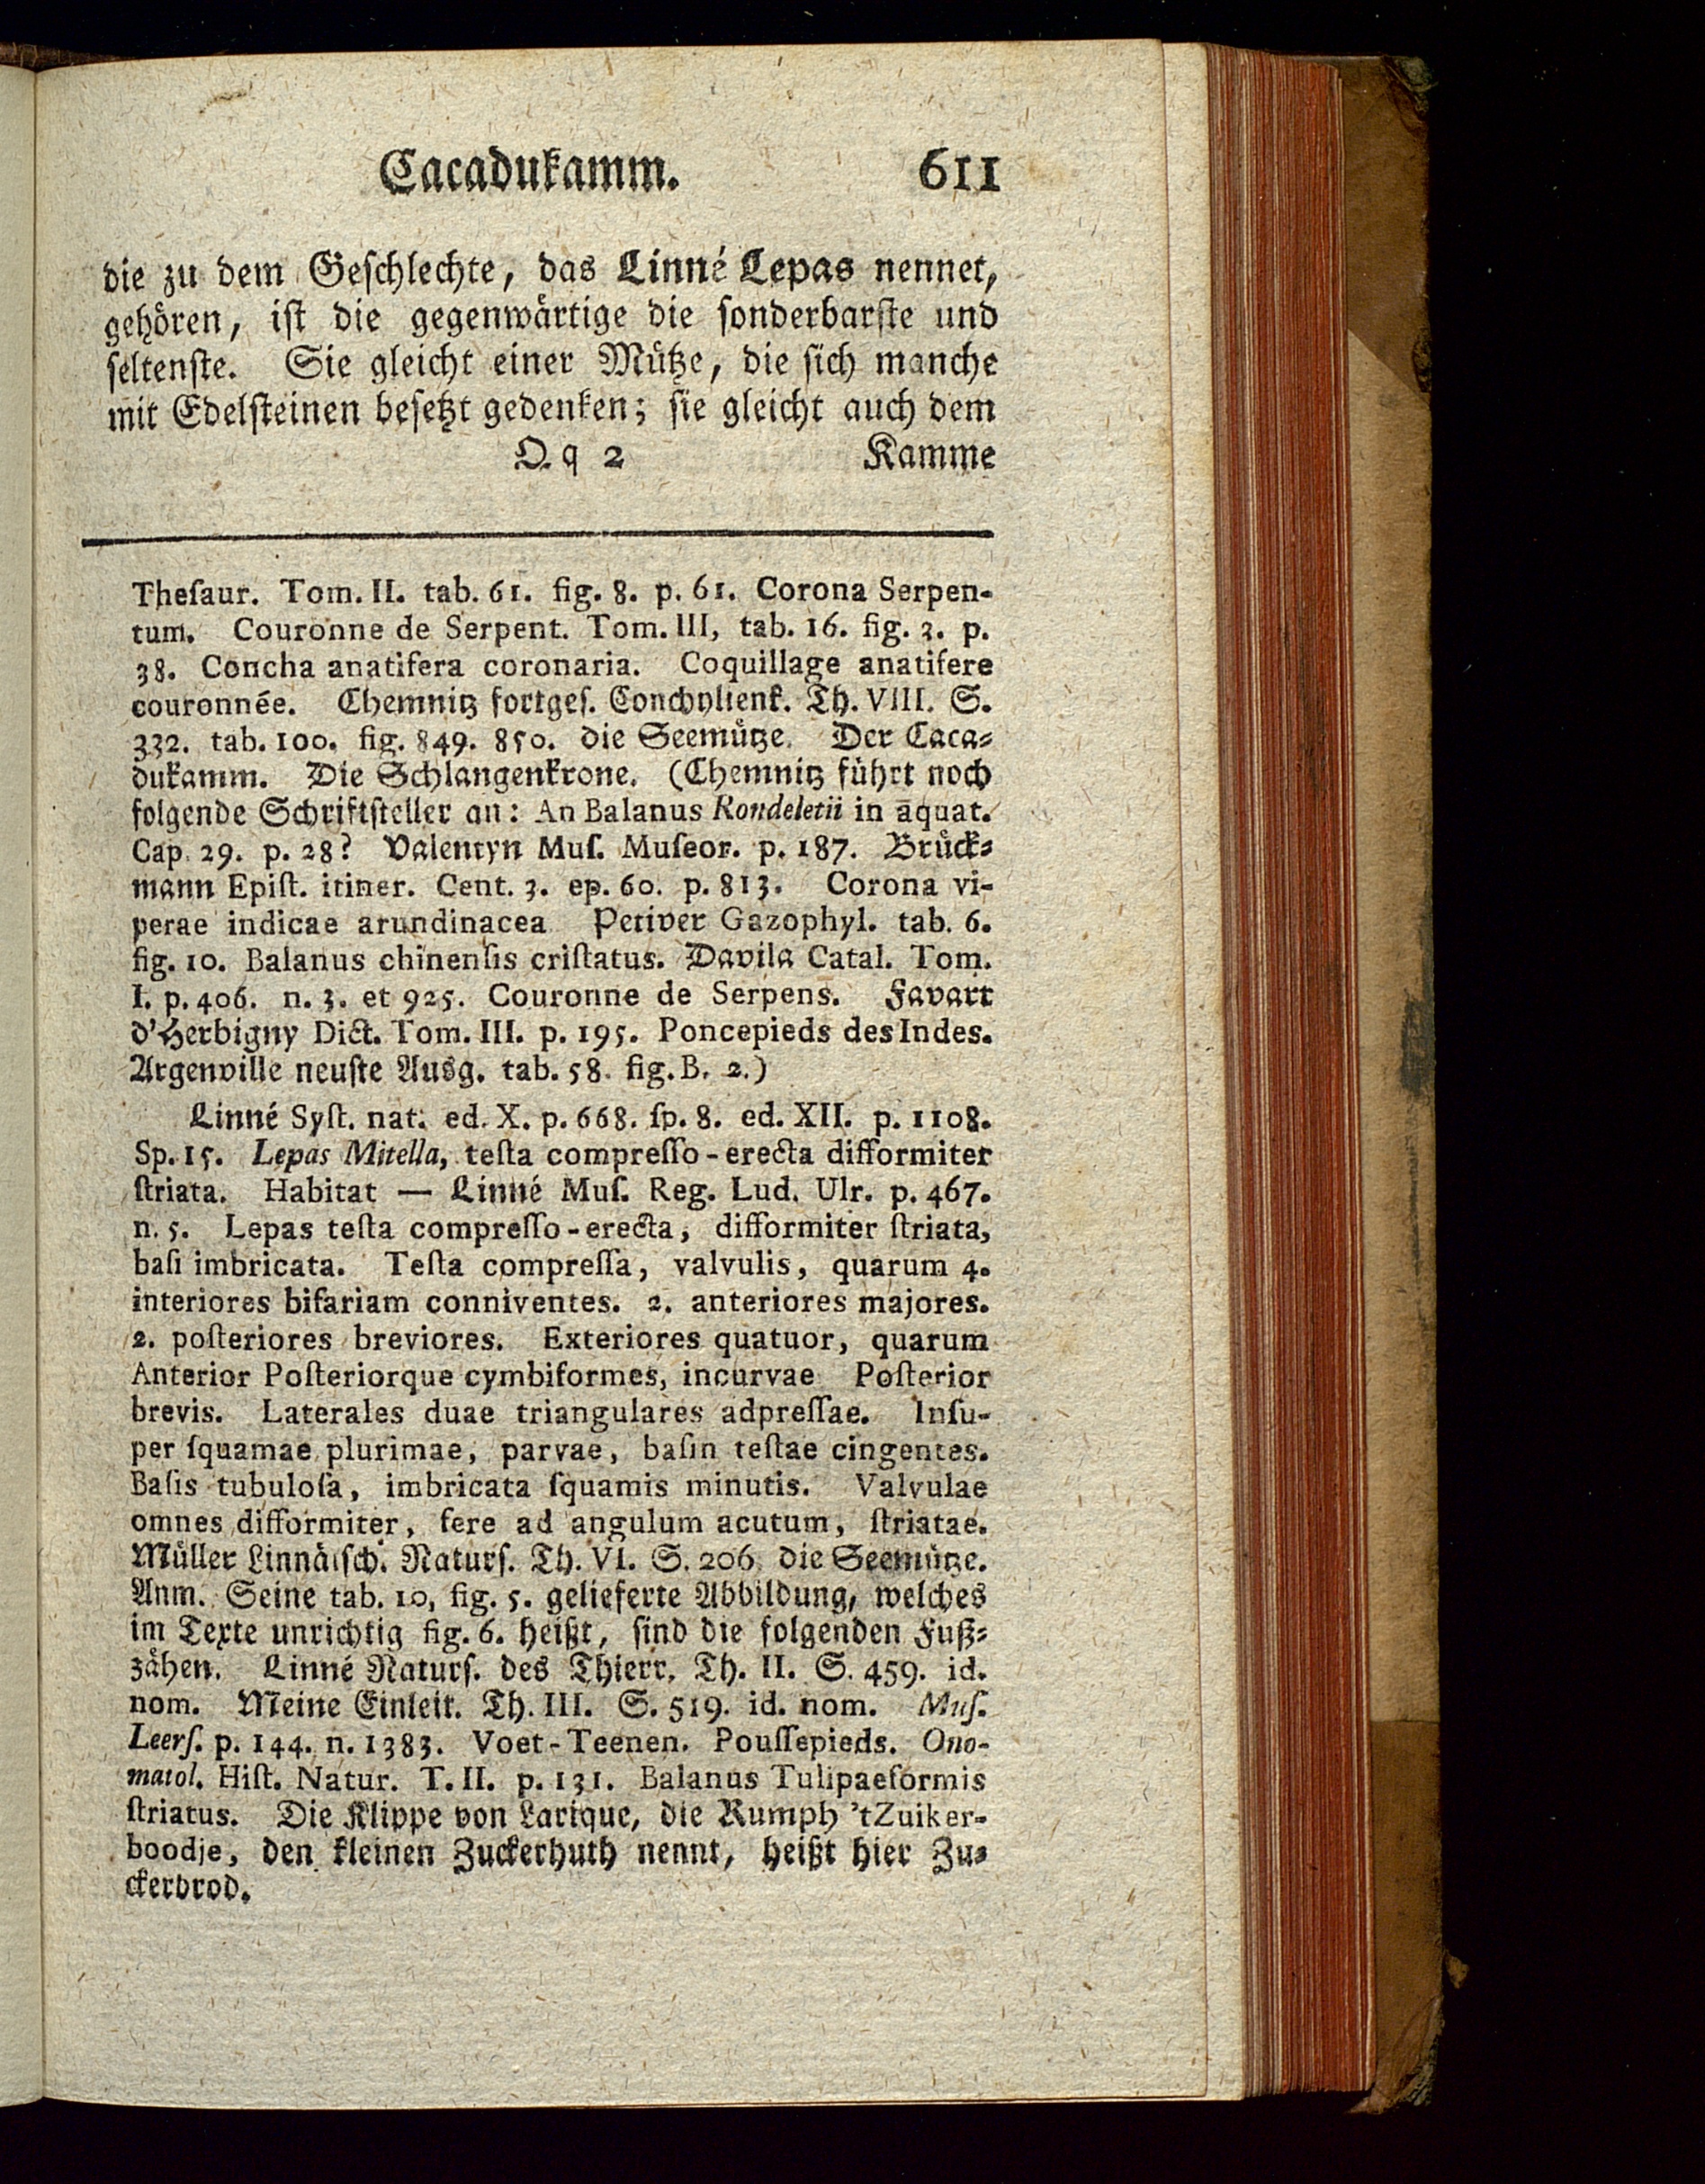 Cacadukamm. 611
die zu dem Geſchlechte, das Linné Lepas nennet,
gehören, iſt die gegenwärtige die ſonderbarſte und
ſeltenſte. Sie gleicht einer Mütze, die ſich manche
mit Edelſteinen beſetzt gedenken; ſie gleicht auch dem
Q q 2 Kamme
Theſaur. Tom. II. tab. 61. fig. 8. p. 61. Corona Serpen-
tum. Couronne de Serpent. Tom. III, tab. 16. fig. 3. p.
38. Concha anatifera coronaria. Coquillage anatifere
couronnée. Chemnitz fortgeſ. Conchylienk. Th. VIII. S.
332. tab. 100. fig. 849. 850. die Seemütze. Der Caca-
dukamm. Die Schlangenkrone. (Chemnitz führt noch
folgende Schriftſteller an: An Balanus Rondeletii in aquat.
Cap. 29. p. 28? Valentyn Muſ. Muſeor. p. 187. Brück-
mann Epiſt. itiner. Cent. 3. ep. 60. p. 813. Corona vi-
perae indicae arundinacea Petiver Gazophyl. tab. 6.
fig. 10. Balanus chinenſis criſtatus. Davila Catal. Tom.
I. p. 406. n. 3. et 925. Couronne de Serpens. Favart
d'Herbigny Dict. Tom. III. p. 195. Poncepieds des Indes.
Argenville neuſte Ausg. tab. 58. fig. B. 2.)
Linné Syſt. nat. ed. X. p. 668. ſp. 8. ed. XII. p. 1108.
Sp. 15. Lepas Mitella, teſta compreſſo-erecta difformiter
ſtriata. Habitat — Linné Muſ. Reg. Lud. Ulr. p. 467.
n. 5. Lepas teſta compreſſo-erecta, difformiter ſtriata,
baſi imbricata. Teſta compreſſa, valvulis, quarum 4.
interiores bifariam conniventes. 2. anteriores majores.
2. poſteriores breviores. Exteriores quatuor, quarum
Anterior Poſteriorque cymbiformes, incurvae Poſterior
brevis. Laterales duae triangulares adpreſſae. Inſu-
per ſquamae plurimae, parvae, baſin teſtae cingentes.
Baſis tubuloſa, imbricata ſquamis minutis. Valvulae
omnes difformiter, fere ad angulum acutum, ſtriatae.
Müller Linnäiſch. Naturſ. Th. VI. S. 206. die Seemütze.
Anm. Seine tab. 10, fig. 5. gelieferte Abbildung, welches
im Texte unrichtig fig. 6. heißt, ſind die folgenden Fuß-
zähen. Linné Naturſ. des Thierr. Th. II. S. 459. id.
nom. Meine Einleit. Th. III. S. 519. id. nom. Muſ.
Leerſ. p. 144. n. 1383. Voet-Teenen. Pouſſepieds. Ono-
matol. Hiſt. Natur. T. II. p. 131. Balanus Tulipaeformis
ſtriatus. Die Klippe von Larique, die Rumph 'tZuiker-
boodje, den kleinen Zuckerhuth nennt, heißt hier Zu-
ckerbrod.